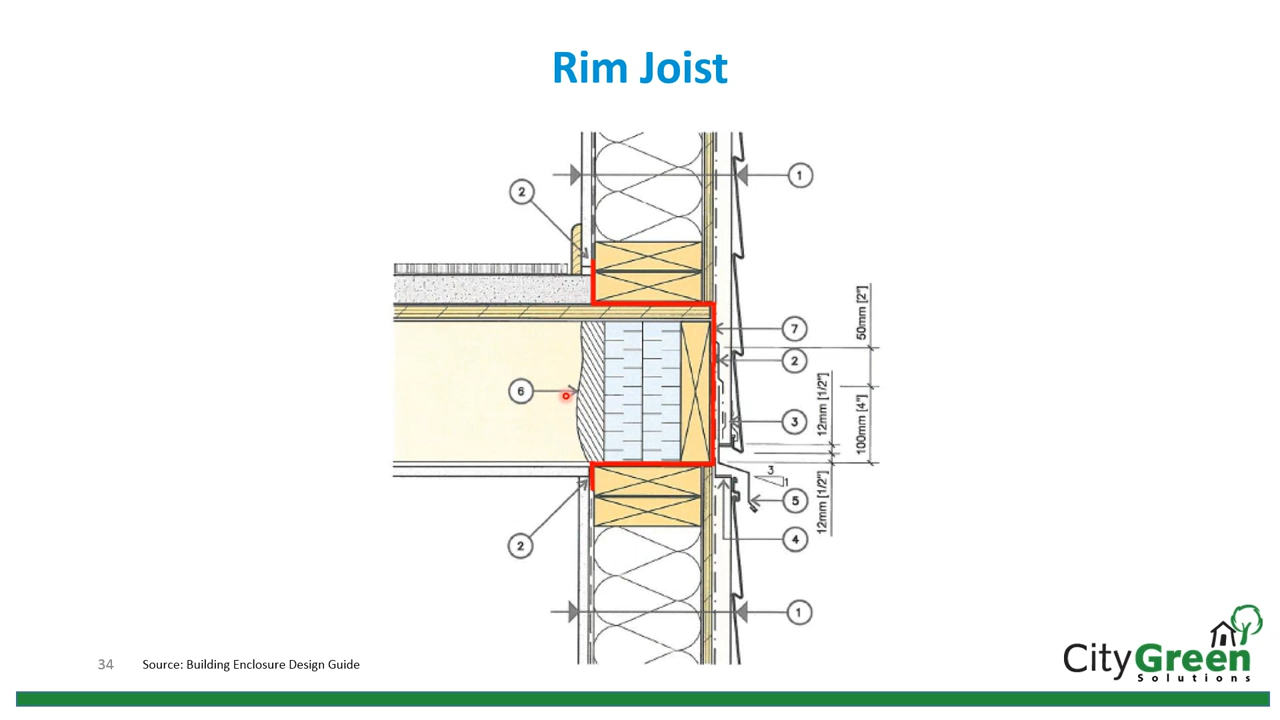 Rim Joist
1
2
7
2
6
3
5
4
2
1
50mm [2"]
12mm [1/2"]
100mm [4"]
12mm [1/2"]
3
1
34
Source: Building Enclosure Design Guide
CityGreen
Solutions